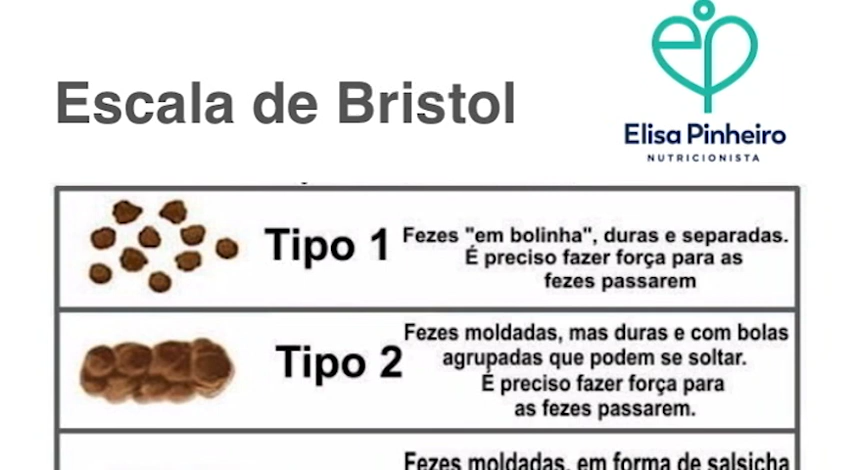 Escala de Bristol
Elisa Pinheiro
NUTRICIONISTA
Tipo 1
Fezes "em bolinha", duras e separadas.
É preciso fazer força para as
fezes passarem
Tipo 2
Fezes moldadas, mas duras e com bolas
agrupadas que podem se soltar.
É preciso fazer força para
as fezes passarem.
Fezes moldadas, em forma de salsicha